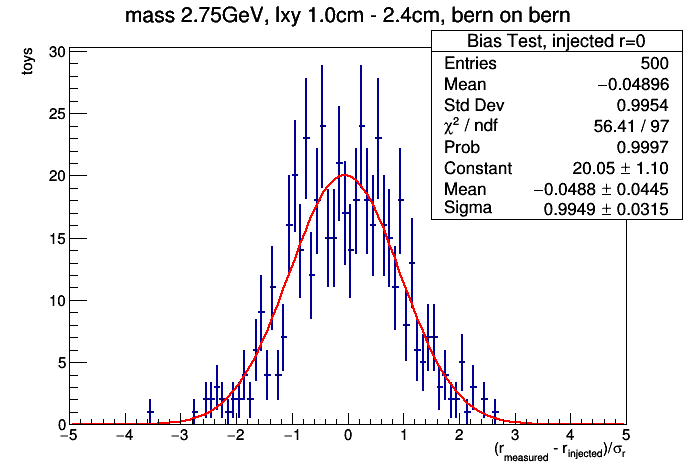 mass 2.75GeV, lxy 1.0cm - 2.4cm, bern on bern
Bias Test, injected r=0
Entries 500
Mean −0.04896
Std Dev 0.9954
χ² / ndf 56.41 / 97
Prob 0.9997
Constant 20.05 ± 1.10
Mean −0.0488 ± 0.0445
Sigma 0.9949 ± 0.0315
toys
30
25
20
15
10
5
0
−5 −4 −3 −2 −1 0 1 2 3 4 5
(r_measured - r_injected)/σ_r